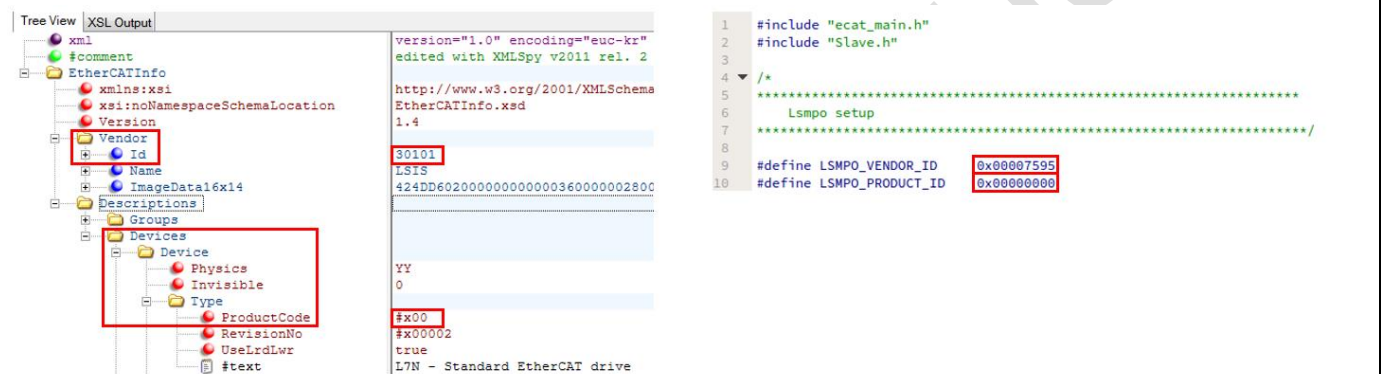 Tree View XSL Output
xml version="1.0" encoding="euc-kr"
#comment edited with XMLSpy v2011 rel. 2
EtherCATInfo
xmlns:xsi http://www.w3.org/2001/XMLSchema
xsi:noNamespaceSchemaLocation EtherCATInfo.xsd
Version 1.4
Vendor
Id 30101
Name LSIS
ImageData16x14
Descriptions
Groups
Devices
Device
Physics YY
Invisible 0
Type
ProductCode #x00
RevisionNo #x00002
UseLrdLwr true
#text L7N - Standard EtherCAT drive
1 #include "ecat_main.h"
2 #include "Slave.h"
3
4 /*
5 **********************************************************************
6 Lsmpo setup
7 ***********************************************************************/
8
9 #define LSMPO_VENDOR_ID 0x00007595
10 #define LSMPO_PRODUCT_ID 0x00000000